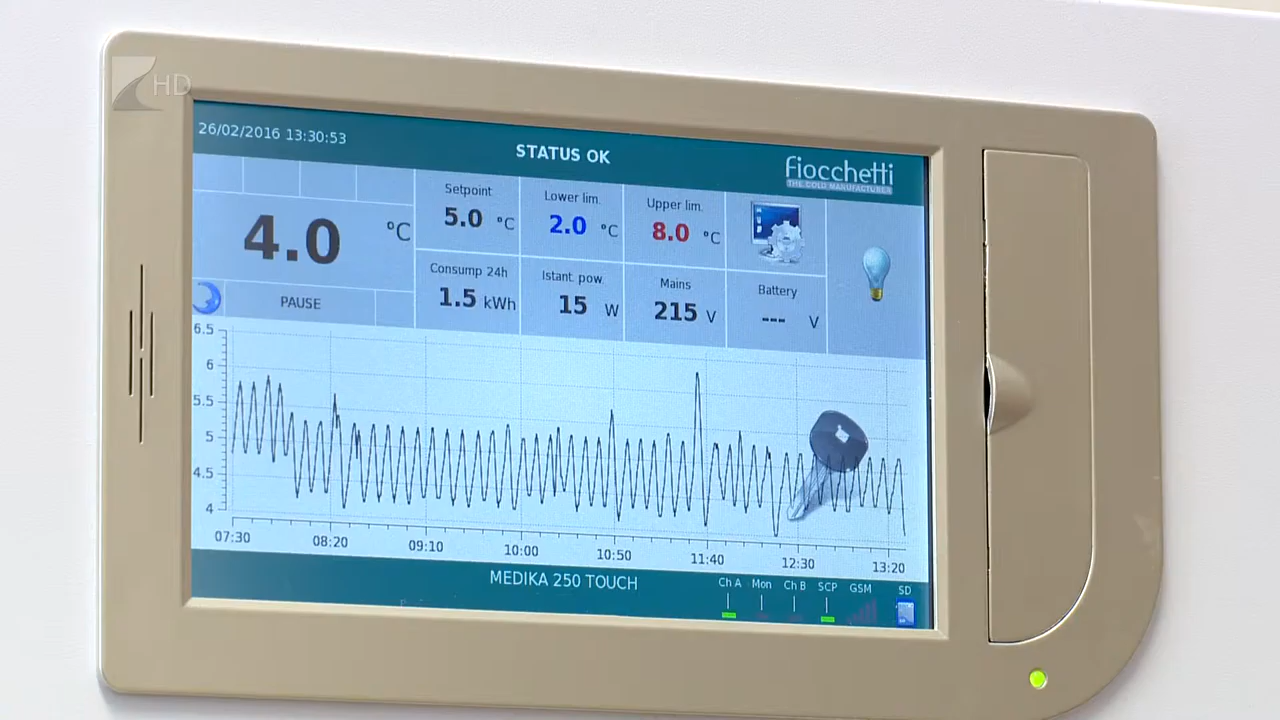 HD
26/02/2016 13:30:53
STATUS OK
fiocchetti
THE COLD MANUFACTURER
4.0 °C
Setpoint
5.0 °C
Lower lim.
2.0 °C
Upper lim.
8.0 °C
PAUSE
Consump 24h
1.5 kWh
Istant pow.
15 W
Mains
215 V
Battery
--- V
6.5
6
5.5
5
4.5
4
07:30 08:20 09:10 10:00 10:50 11:40 12:30 13:20
MEDIKA 250 TOUCH
Ch A Mon Ch B SCP GSM SD